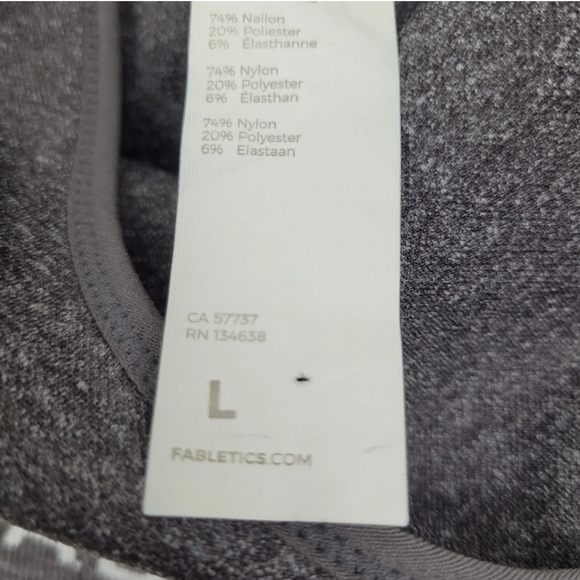 74% Nailon
20% Poliester
6% Élasthanne
74% Nylon
20% Polyester
6% Élasthan
74% Nylon
20% Polyester
6% Elastaan
CA 57737
RN 134638
L
FABLETICS.COM